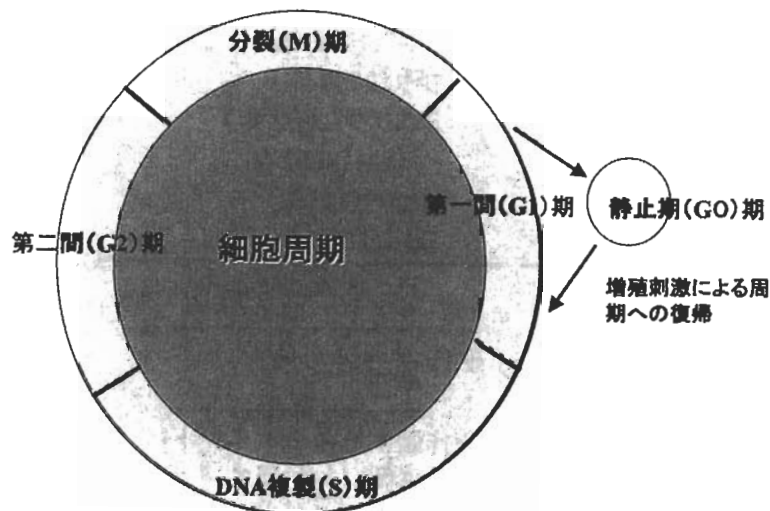 分裂(M)期
第一間(G1)期
静止期(GO)期
第二間(G2)期
細胞周期
増殖刺激による周
期への復帰
DNA複製(S)期